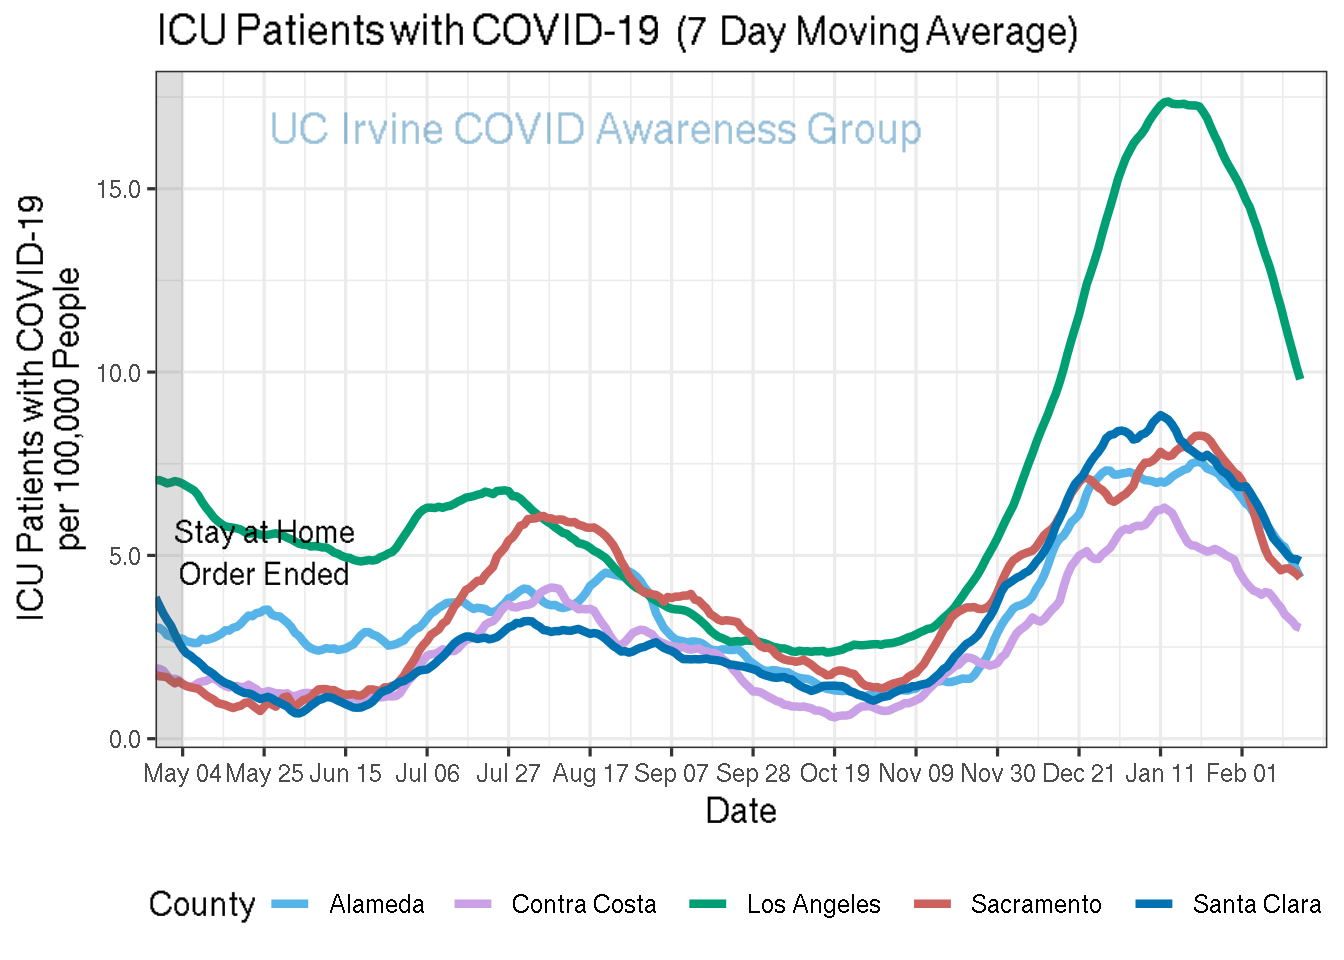 ICU Patients with COVID-19 (7 Day Moving Average)
UC Irvine COVID Awareness Group
ICU Patients with COVID-19
per 100,000 People
15.0
10.0
5.0
0.0
Stay at Home
Order Ended
May 04 May 25 Jun 15 Jul 06 Jul 27 Aug 17 Sep 07 Sep 28 Oct 19 Nov 09 Nov 30 Dec 21 Jan 11 Feb 01
Date
County Alameda Contra Costa Los Angeles Sacramento Santa Clara